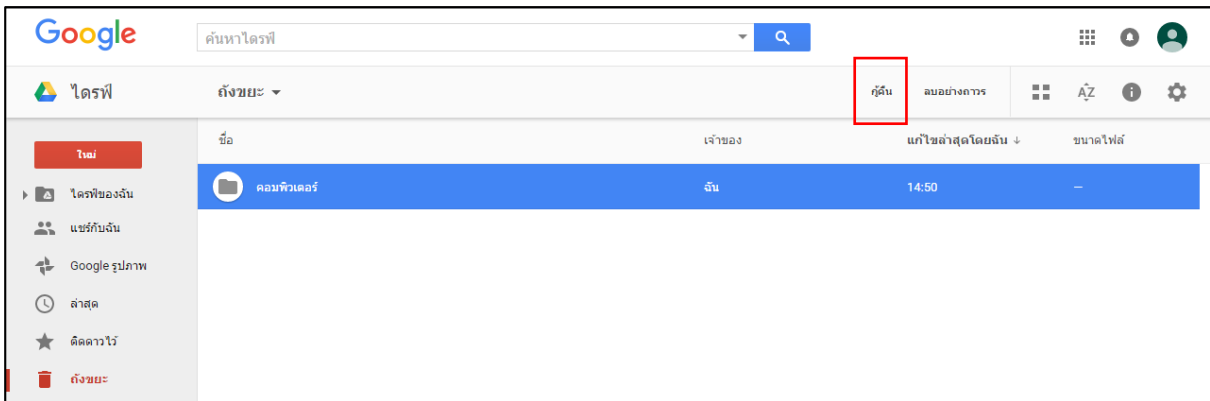 Google
ค้นหาไดรฟ์
ไดรฟ์
ถังขยะ
กู้คืน
ลบอย่างถาวร
AZ
ชื่อ
เจ้าของ
แก้ไขล่าสุดโดยฉัน
ขนาดไฟล์
ใหม่
คอมพิวเตอร์
ฉัน
14:50
—
ไดรฟ์ของฉัน
แชร์กับฉัน
Google รูปภาพ
ล่าสุด
ติดดาวไว้
ถังขยะ